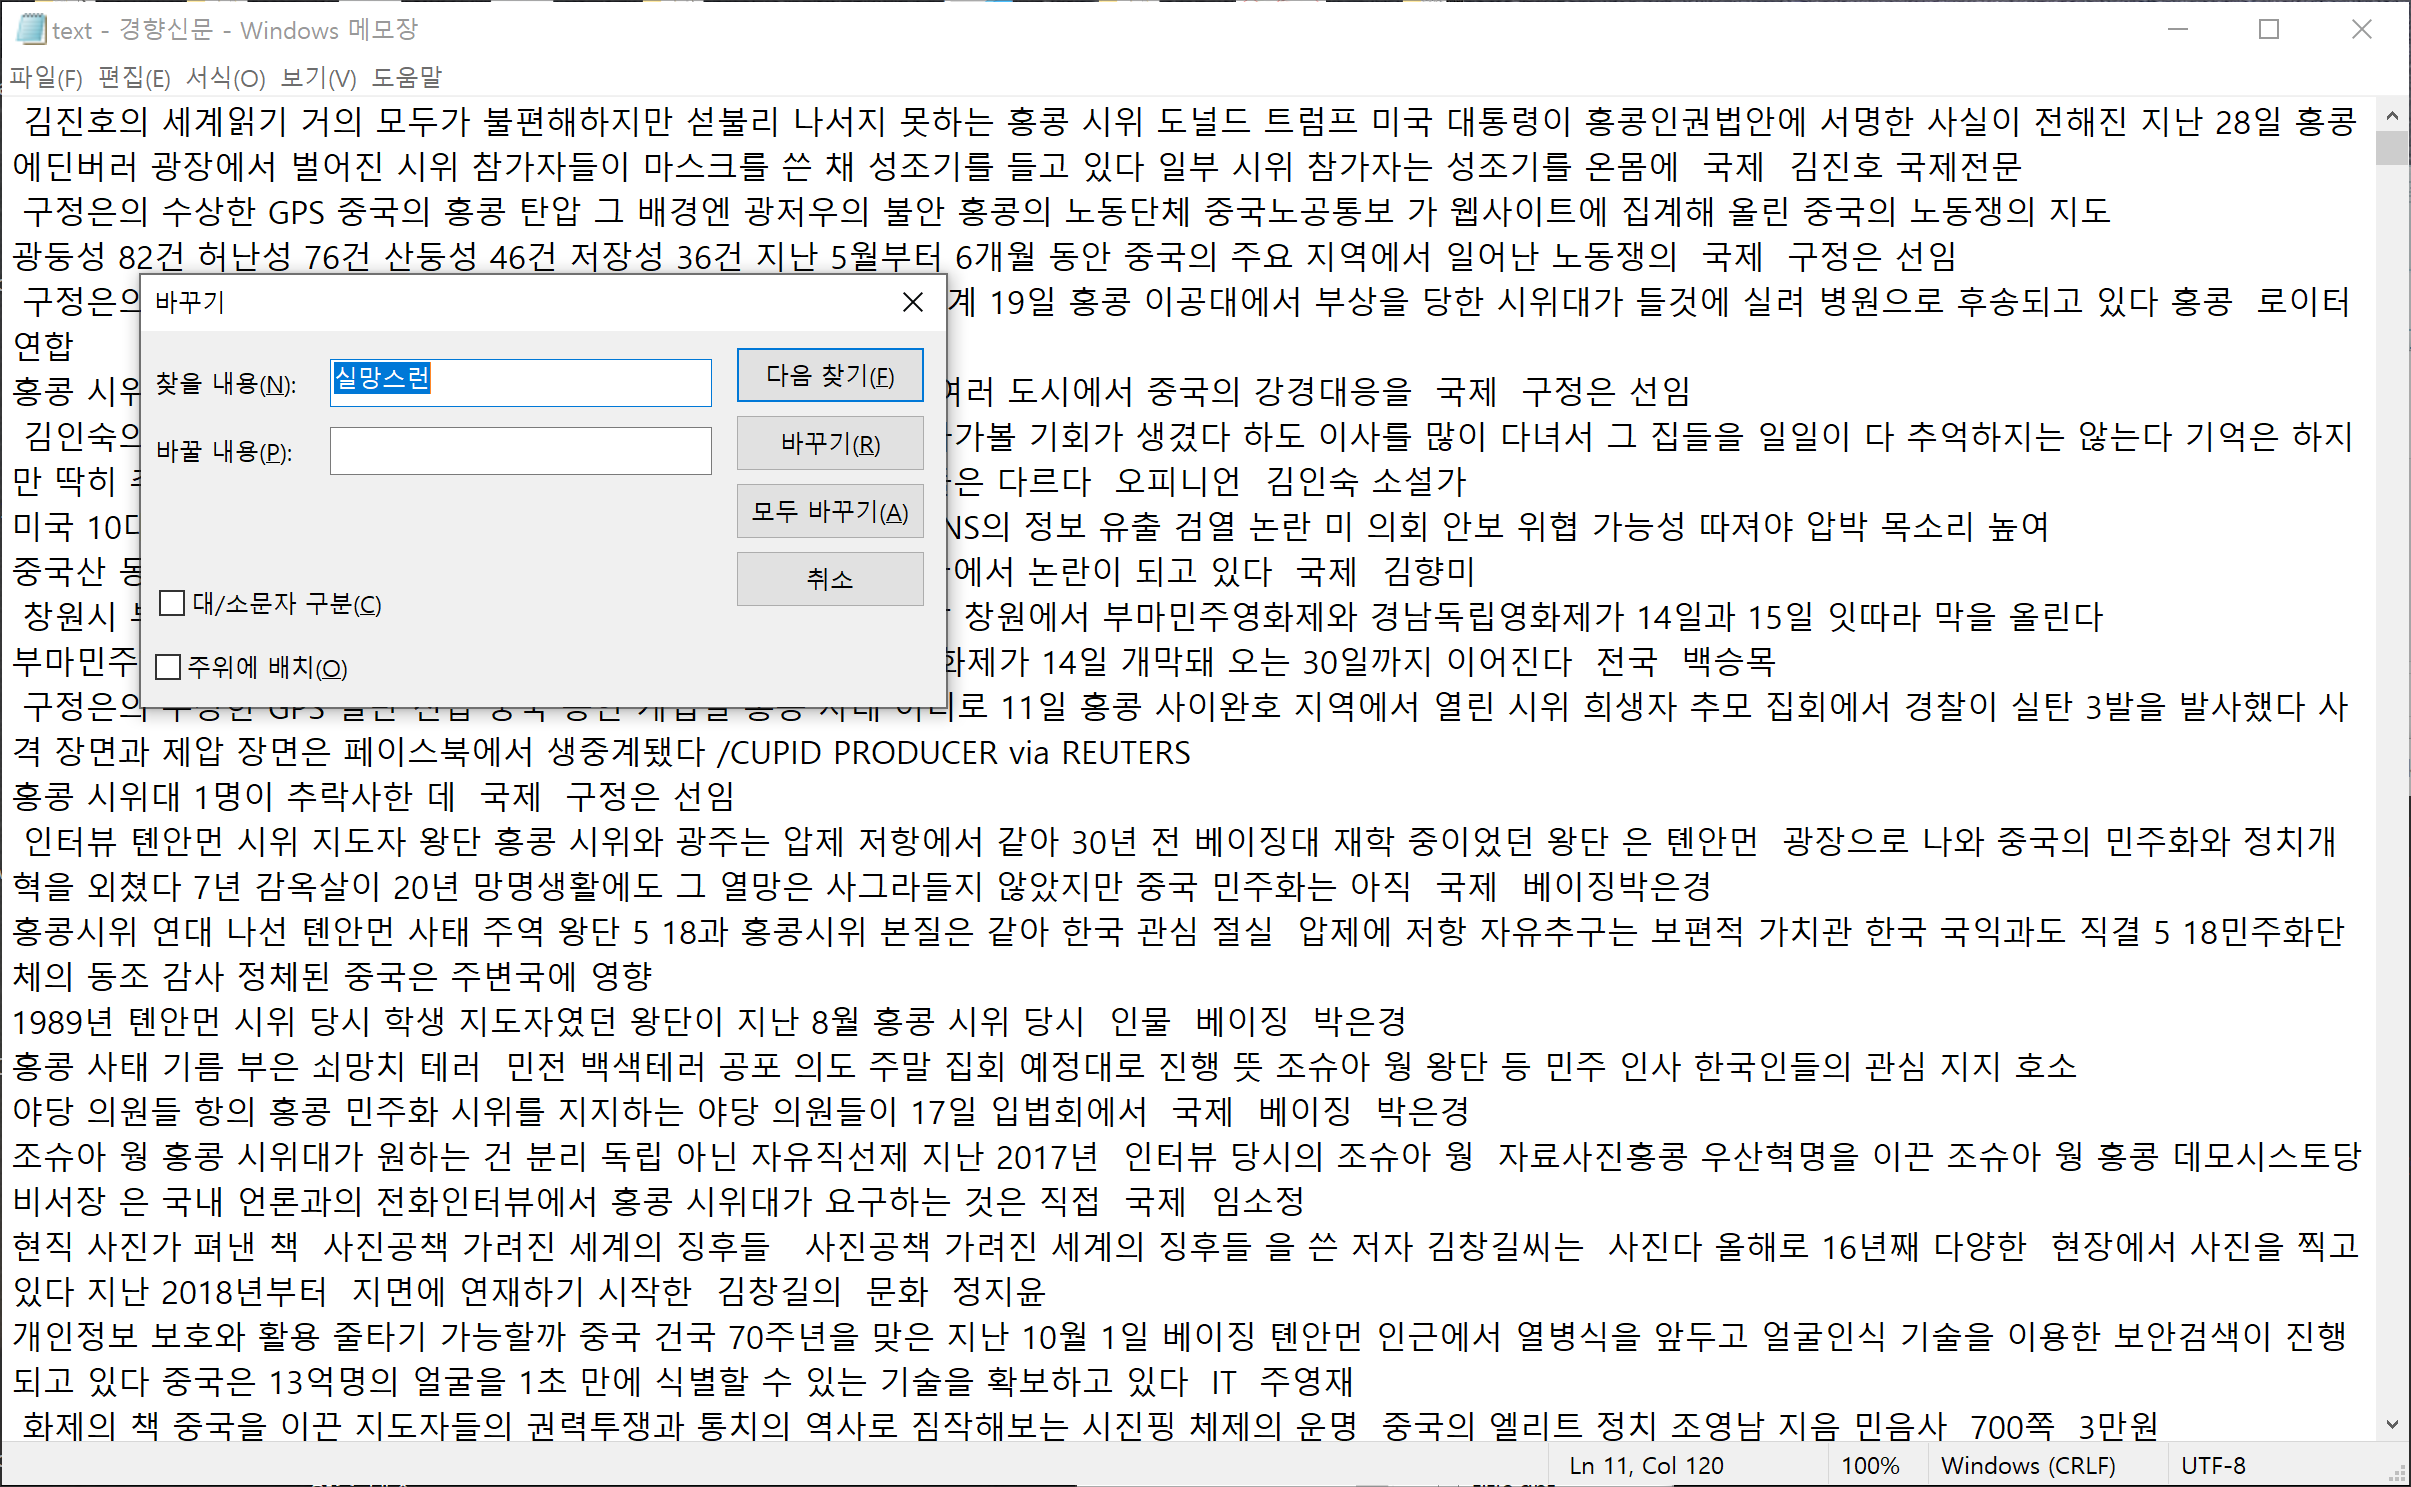 text - 경향신문 - Windows 메모장
파일(F) 편집(E) 서식(O) 보기(V) 도움말
김진호의 세계읽기 거의 모두가 불편해하지만 섣불리 나서지 못하는 홍콩 시위 도널드 트럼프 미국 대통령이 홍콩인권법안에 서명한 사실이 전해진 지난 28일 홍콩
에딘버러 광장에서 벌어진 시위 참가자들이 마스크를 쓴 채 성조기를 들고 있다 일부 시위 참가자는 성조기를 온몸에 국제 김진호 국제전문
구정은의 수상한 GPS 중국의 홍콩 탄압 그 배경엔 광저우의 불안 홍콩의 노동단체 중국노공통보 가 웹사이트에 집계해 올린 중국의 노동쟁의 지도
광둥성 82건 허난성 76건 산둥성 46건 저장성 36건 지난 5월부터 6개월 동안 중국의 주요 지역에서 일어난 노동쟁의 국제 구정은 선임
구정은의 계 19일 홍콩 이공대에서 부상을 당한 시위대가 들것에 실려 병원으로 후송되고 있다 홍콩 로이터
연합
홍콩 시위 여러 도시에서 중국의 강경대응을 국제 구정은 선임
김인숙의 가볼 기회가 생겼다 하도 이사를 많이 다녀서 그 집들을 일일이 다 추억하지는 않는다 기억은 하지
만 딱히 은 다르다 오피니언 김인숙 소설가
미국 10대 NS의 정보 유출 검열 논란 미 의회 안보 위협 가능성 따져야 압박 목소리 높여
중국산 동 에서 논란이 되고 있다 국제 김향미
창원시 창원에서 부마민주영화제와 경남독립영화제가 14일과 15일 잇따라 막을 올린다
부마민주 화제가 14일 개막돼 오는 30일까지 이어진다 전국 백승목
구정은의 수상한 GPS 11일 홍콩 사이완호 지역에서 열린 시위 희생자 추모 집회에서 경찰이 실탄 3발을 발사했다 사
격 장면과 제압 장면은 페이스북에서 생중계됐다 /CUPID PRODUCER via REUTERS
홍콩 시위대 1명이 추락사한 데 국제 구정은 선임
인터뷰 톈안먼 시위 지도자 왕단 홍콩 시위와 광주는 압제 저항에서 같아 30년 전 베이징대 재학 중이었던 왕단 은 톈안먼 광장으로 나와 중국의 민주화와 정치개
혁을 외쳤다 7년 감옥살이 20년 망명생활에도 그 열망은 사그라들지 않았지만 중국 민주화는 아직 국제 베이징박은경
홍콩시위 연대 나선 톈안먼 사태 주역 왕단 5 18과 홍콩시위 본질은 같아 한국 관심 절실 압제에 저항 자유추구는 보편적 가치관 한국 국익과도 직결 5 18민주화단
체의 동조 감사 정체된 중국은 주변국에 영향
1989년 톈안먼 시위 당시 학생 지도자였던 왕단이 지난 8월 홍콩 시위 당시 인물 베이징 박은경
홍콩 사태 기름 부은 쇠망치 테러 민전 백색테러 공포 의도 주말 집회 예정대로 진행 뜻 조슈아 웡 왕단 등 민주 인사 한국인들의 관심 지지 호소
야당 의원들 항의 홍콩 민주화 시위를 지지하는 야당 의원들이 17일 입법회에서 국제 베이징 박은경
조슈아 웡 홍콩 시위대가 원하는 건 분리 독립 아닌 자유직선제 지난 2017년 인터뷰 당시의 조슈아 웡 자료사진홍콩 우산혁명을 이끈 조슈아 웡 홍콩 데모시스토당
비서장 은 국내 언론과의 전화인터뷰에서 홍콩 시위대가 요구하는 것은 직접 국제 임소정
현직 사진가 펴낸 책 사진공책 가려진 세계의 징후들 사진공책 가려진 세계의 징후들 을 쓴 저자 김창길씨는 사진다 올해로 16년째 다양한 현장에서 사진을 찍고
있다 지난 2018년부터 지면에 연재하기 시작한 김창길의 문화 정지윤
개인정보 보호와 활용 줄타기 가능할까 중국 건국 70주년을 맞은 지난 10월 1일 베이징 톈안먼 인근에서 열병식을 앞두고 얼굴인식 기술을 이용한 보안검색이 진행
되고 있다 중국은 13억명의 얼굴을 1초 만에 식별할 수 있는 기술을 확보하고 있다 IT 주영재
화제의 책 중국을 이끈 지도자들의 권력투쟁과 통치의 역사로 짐작해보는 시진핑 체제의 운명 중국의 엘리트 정치 조영남 지음 민음사 700쪽 3만원
바꾸기
찾을 내용(N): 실망스런 다음 찾기(F)
바꿀 내용(P): 바꾸기(R)
모두 바꾸기(A)
취소
대/소문자 구분(C)
주위에 배치(O)
Ln 11, Col 120 100% Windows (CRLF) UTF-8